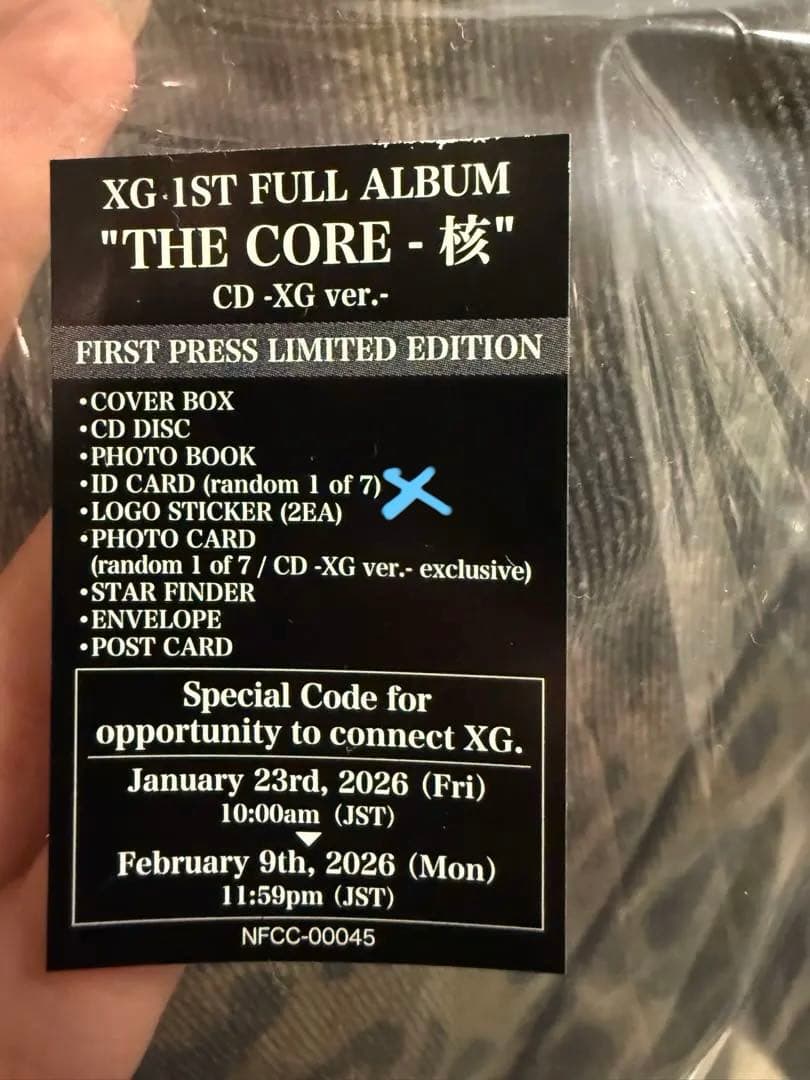 XG 1ST FULL ALBUM
"THE CORE - 核"
CD -XG ver.-
FIRST PRESS LIMITED EDITION
•COVER BOX
•CD DISC
•PHOTO BOOK
•ID CARD (random 1 of 7)
•LOGO STICKER (2EA)
•PHOTO CARD
(random 1 of 7 / CD -XG ver.- exclusive)
•STAR FINDER
•ENVELOPE
•POST CARD
Special Code for
opportunity to connect XG.
January 23rd, 2026 (Fri)
10:00am (JST)
February 9th, 2026 (Mon)
11:59pm (JST)
NFCC-00045